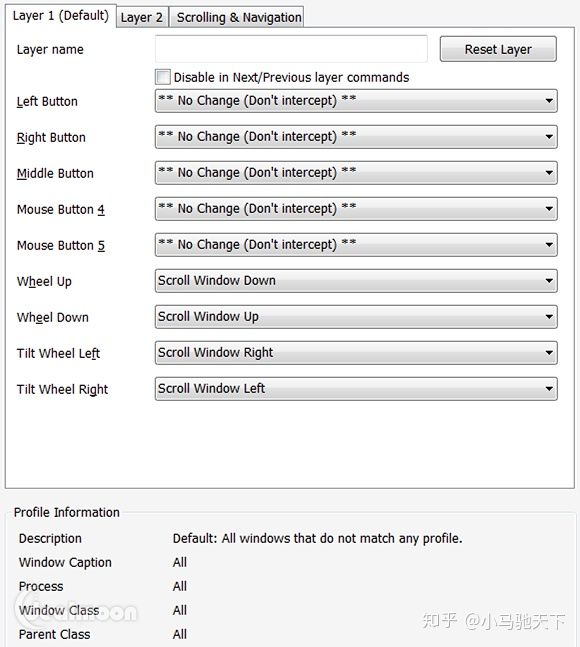 Layer 1 (Default) Layer 2 Scrolling & Navigation
Layer name Reset Layer
Disable in Next/Previous layer commands
Left Button ** No Change (Don't intercept) **
Right Button ** No Change (Don't intercept) **
Middle Button ** No Change (Don't intercept) **
Mouse Button 4 ** No Change (Don't intercept) **
Mouse Button 5 ** No Change (Don't intercept) **
Wheel Up Scroll Window Down
Wheel Down Scroll Window Up
Tilt Wheel Left Scroll Window Right
Tilt Wheel Right Scroll Window Left
Profile Information
Description Default: All windows that do not match any profile.
Window Caption All
Process All
Window Class All
Parent Class All
知乎 @小马驰天下